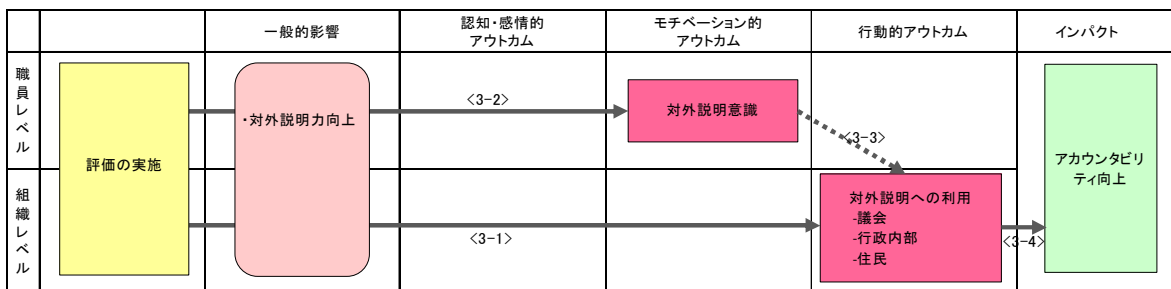 一般的影響
認知・感情的
アウトカム
モチベーション的
アウトカム
行動的アウトカム
インパクト
職員レベル
評価の実施
・対外説明力向上
<3-2>
対外説明意識
<3-3>
アカウンタビリ
ティ向上
組織レベル
<3-1>
対外説明への利用
-議会
-行政内部
-住民
<3-4>